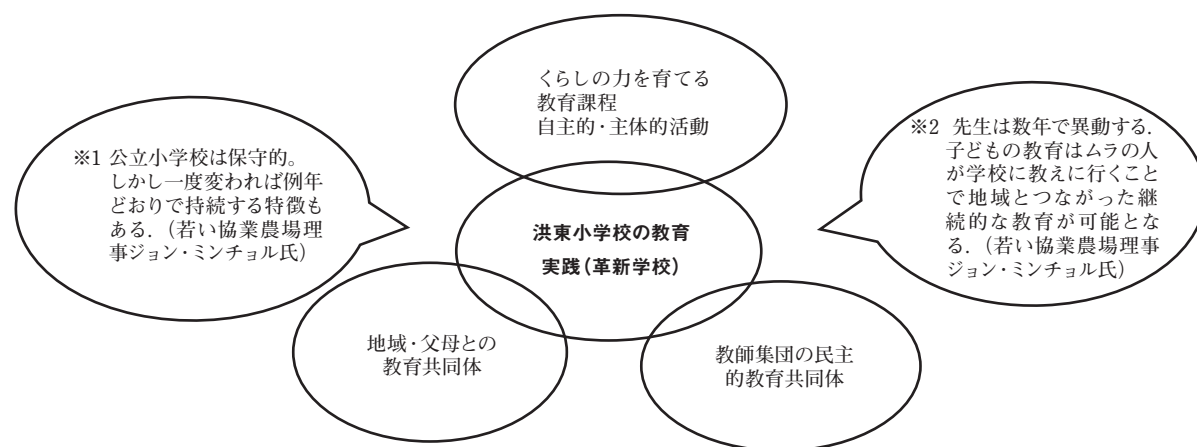 くらしの力を育てる
教育課程
自主的・主体的活動
※1 公立小学校は保守的。
しかし一度変われば例年
どおりで持続する特徴も
ある．（若い協業農場理
事ジョン・ミンチョル氏）
※2 先生は数年で異動する．
子どもの教育はムラの人
が学校に教えに行くこと
で地域とつながった継
続的な教育が可能とな
る．（若い協業農場理事
ジョン・ミンチョル氏）
洪東小学校の教育
実践（革新学校）
地域・父母との
教育共同体
教師集団の民主
的教育共同体